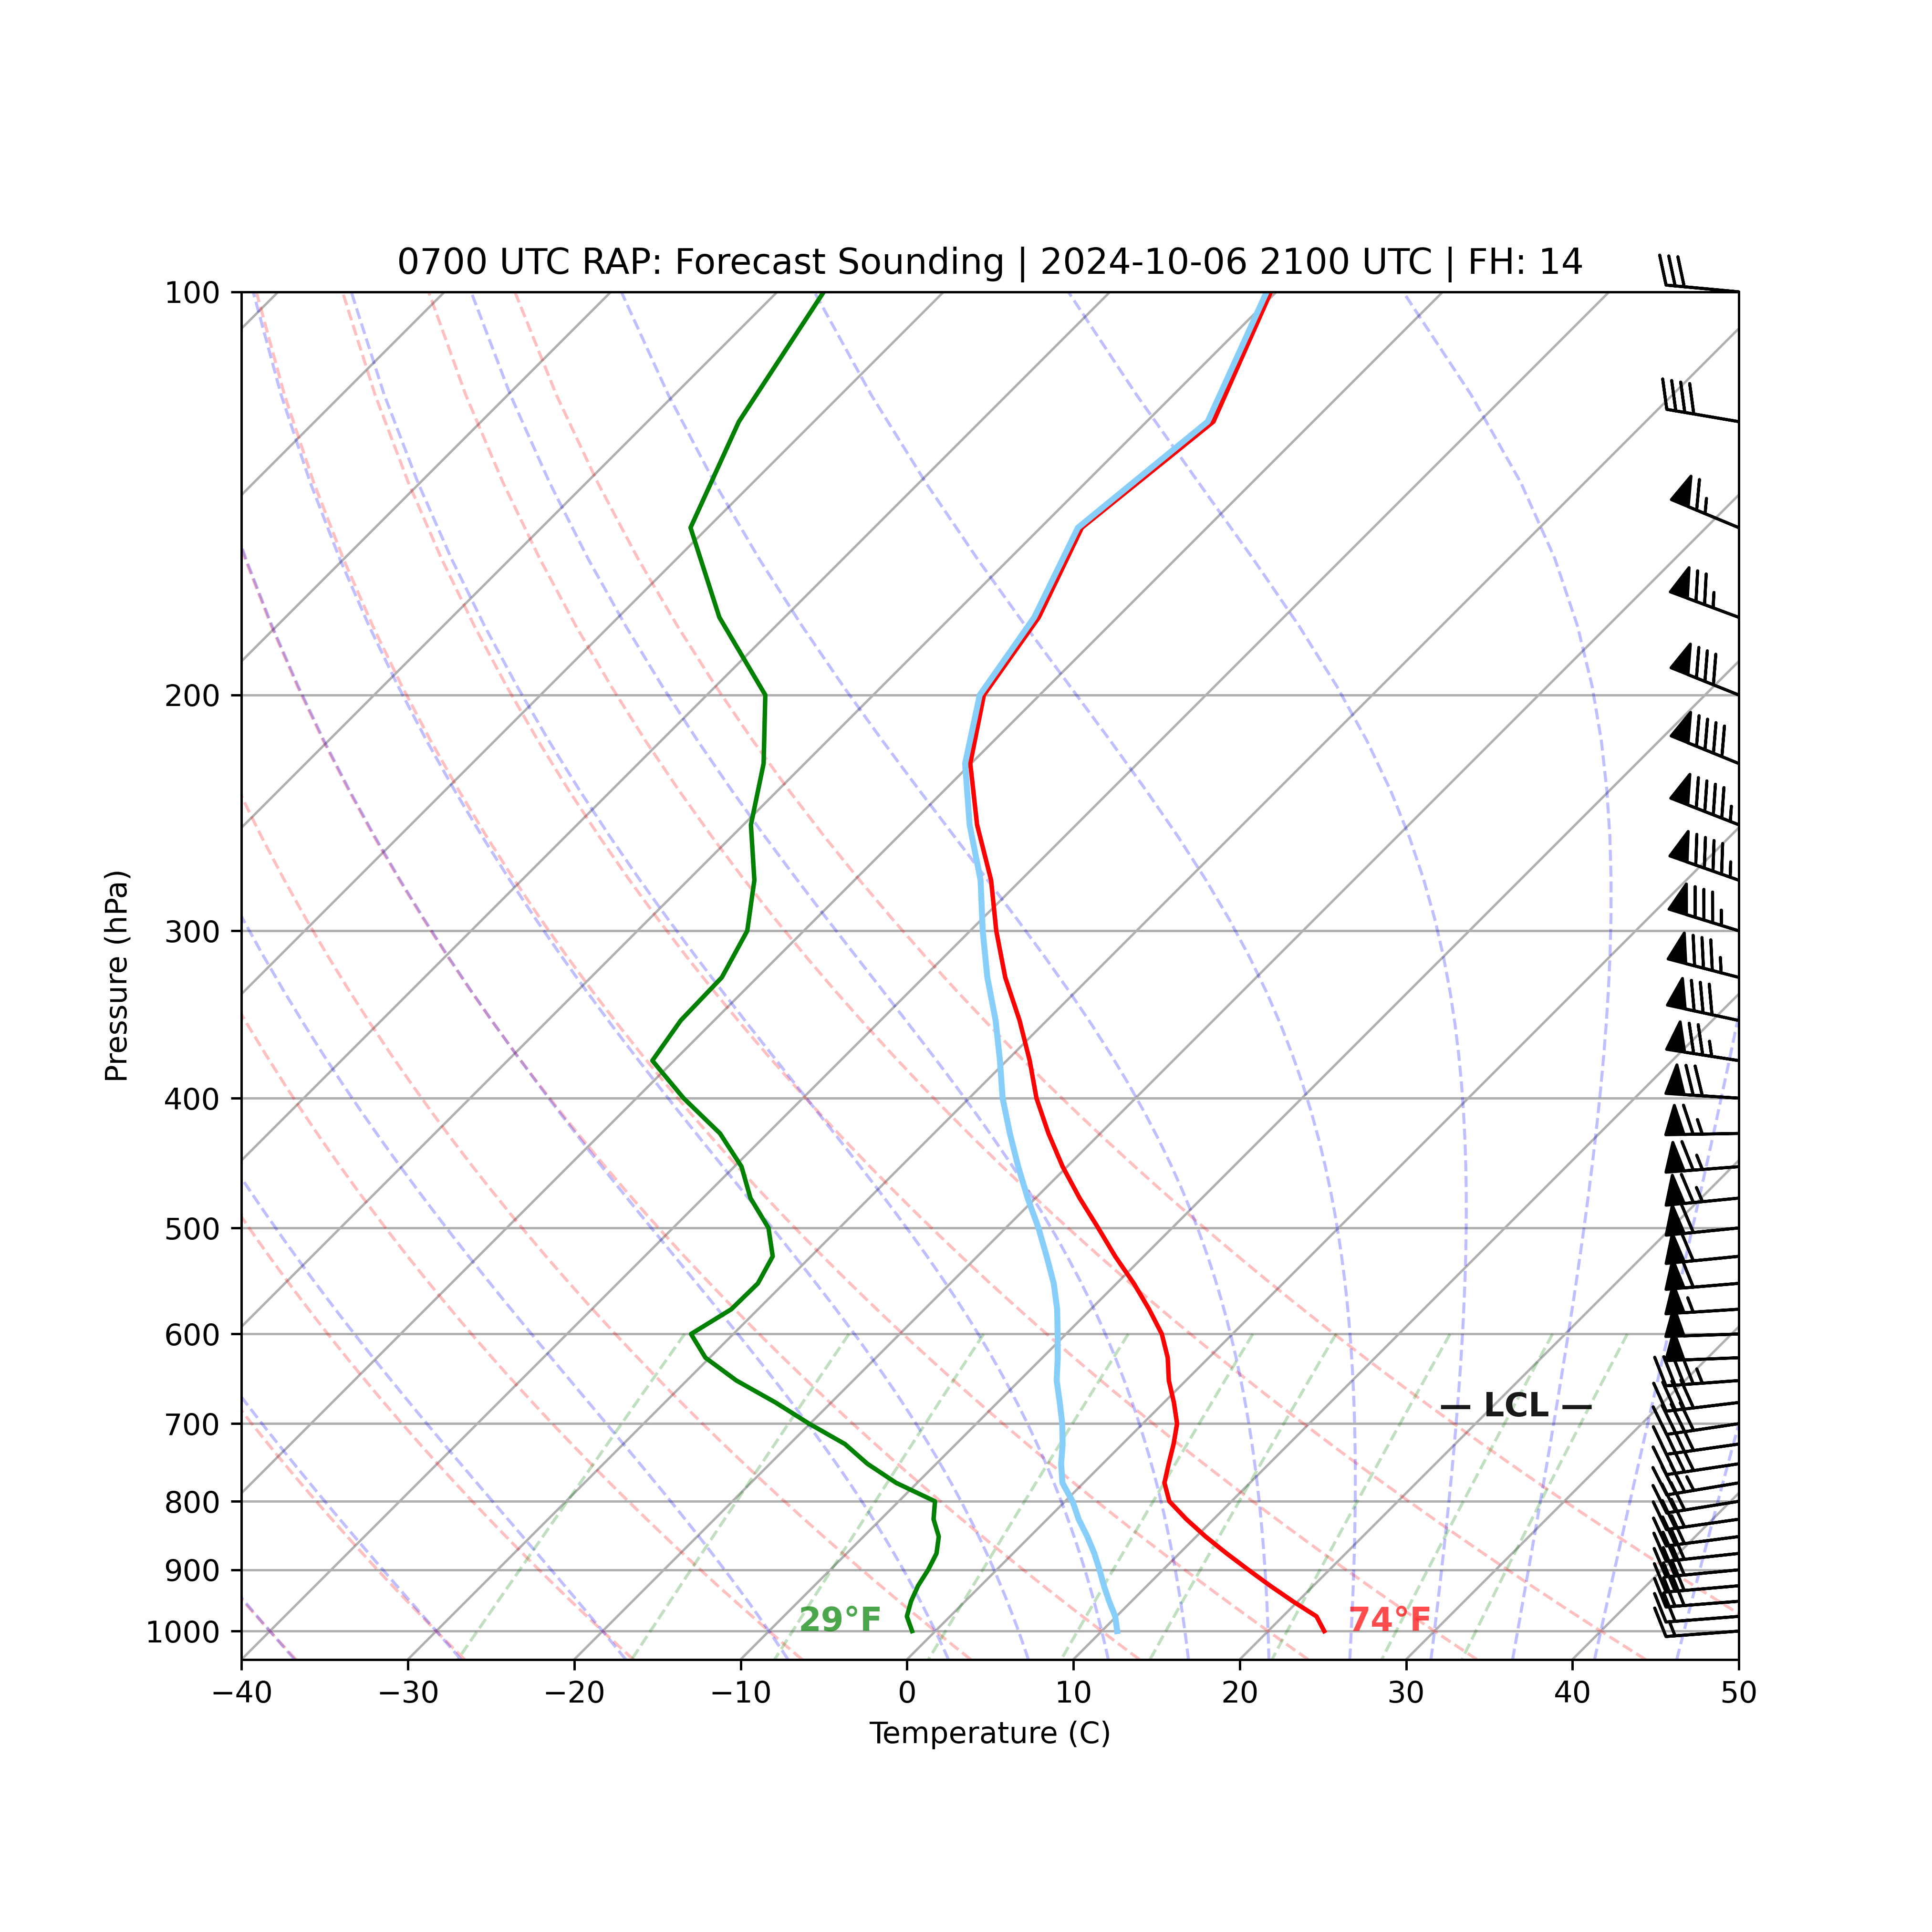 0700 UTC RAP: Forecast Sounding | 2024-10-06 2100 UTC | FH: 14
100
200
300
400
500
600
700
800
900
1000
Pressure (hPa)
— LCL —
29°F
74°F
−40 −30 −20 −10 0 10 20 30 40 50
Temperature (C)